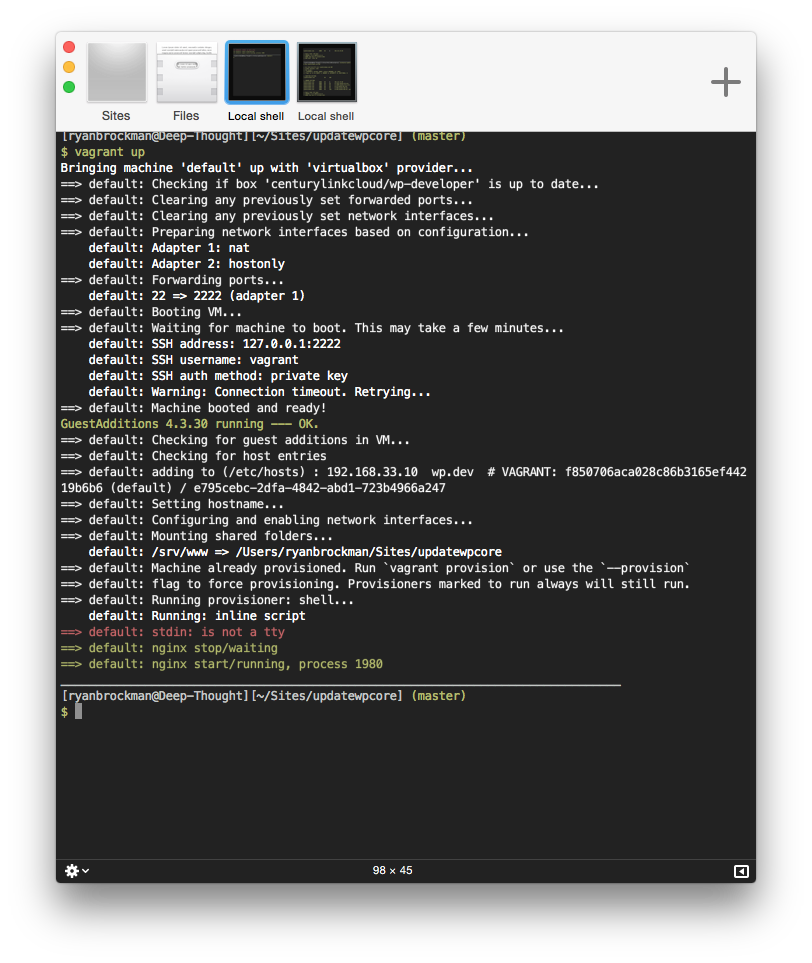 Sites
Files
Local shell
Local shell
[ryanbrockman@Deep-Thought][~/Sites/updatewpcore] (master)
$ vagrant up
Bringing machine 'default' up with 'virtualbox' provider...
==> default: Checking if box 'centurylinkcloud/wp-developer' is up to date...
==> default: Clearing any previously set forwarded ports...
==> default: Clearing any previously set network interfaces...
==> default: Preparing network interfaces based on configuration...
    default: Adapter 1: nat
    default: Adapter 2: hostonly
==> default: Forwarding ports...
    default: 22 => 2222 (adapter 1)
==> default: Booting VM...
==> default: Waiting for machine to boot. This may take a few minutes...
    default: SSH address: 127.0.0.1:2222
    default: SSH username: vagrant
    default: SSH auth method: private key
    default: Warning: Connection timeout. Retrying...
==> default: Machine booted and ready!
GuestAdditions 4.3.30 running --- OK.
==> default: Checking for guest additions in VM...
==> default: Checking for host entries
==> default: adding to (/etc/hosts) : 192.168.33.10  wp.dev  # VAGRANT: f850706aca028c86b3165ef442
19b6b6 (default) / e795cebc-2dfa-4842-abd1-723b4966a247
==> default: Setting hostname...
==> default: Configuring and enabling network interfaces...
==> default: Mounting shared folders...
    default: /srv/www => /Users/ryanbrockman/Sites/updatewpcore
==> default: Machine already provisioned. Run `vagrant provision` or use the `--provision`
==> default: flag to force provisioning. Provisioners marked to run always will still run.
==> default: Running provisioner: shell...
    default: Running: inline script
==> default: stdin: is not a tty
==> default: nginx stop/waiting
==> default: nginx start/running, process 1980
[ryanbrockman@Deep-Thought][~/Sites/updatewpcore] (master)
$
98 × 45